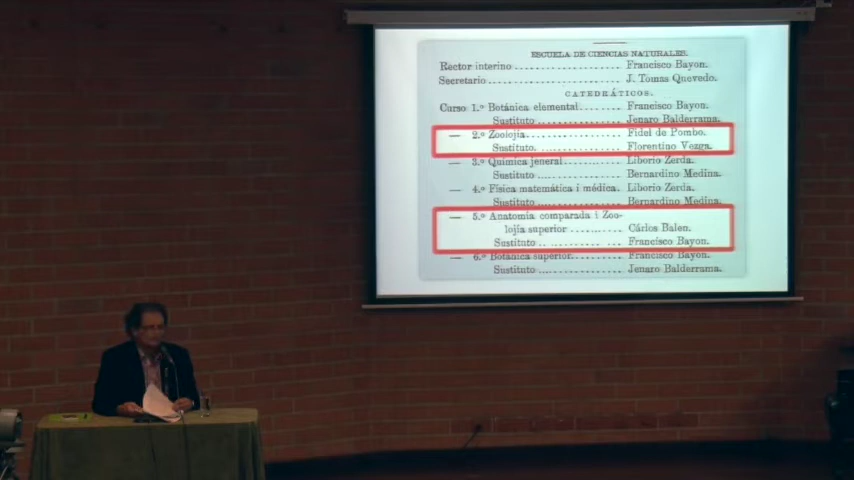 ESCUELA DE CIENCIAS NATURALES.
Rector interino .................... Francisco Bayon.
Secretario .......................... J. Tomas Quevedo.
CATEDRÁTICOS.
Curso 1.º Botánica elemental........ Francisco Bayon.
Sustituto .................. Jenaro Balderrama.
— 2.º Zoolojía..................... Fidel de Pombo.
Sustituto. ................. Florentino Vezga.
— 3.º Química jeneral............. Liborio Zerda.
Sustituto .................. Bernardino Medina.
— 4.º Física matemática i médica. Liborio Zerda.
Sustituto .................. Bernardino Medina.
— 5.º Anatomía comparada i Zoo-
lojía superior .......... Cárlos Balen.
Sustituto .................. Francisco Bayon.
— 6.º Botánica superior........... Francisco Bayon.
Sustituto .................. Jenaro Balderrama.